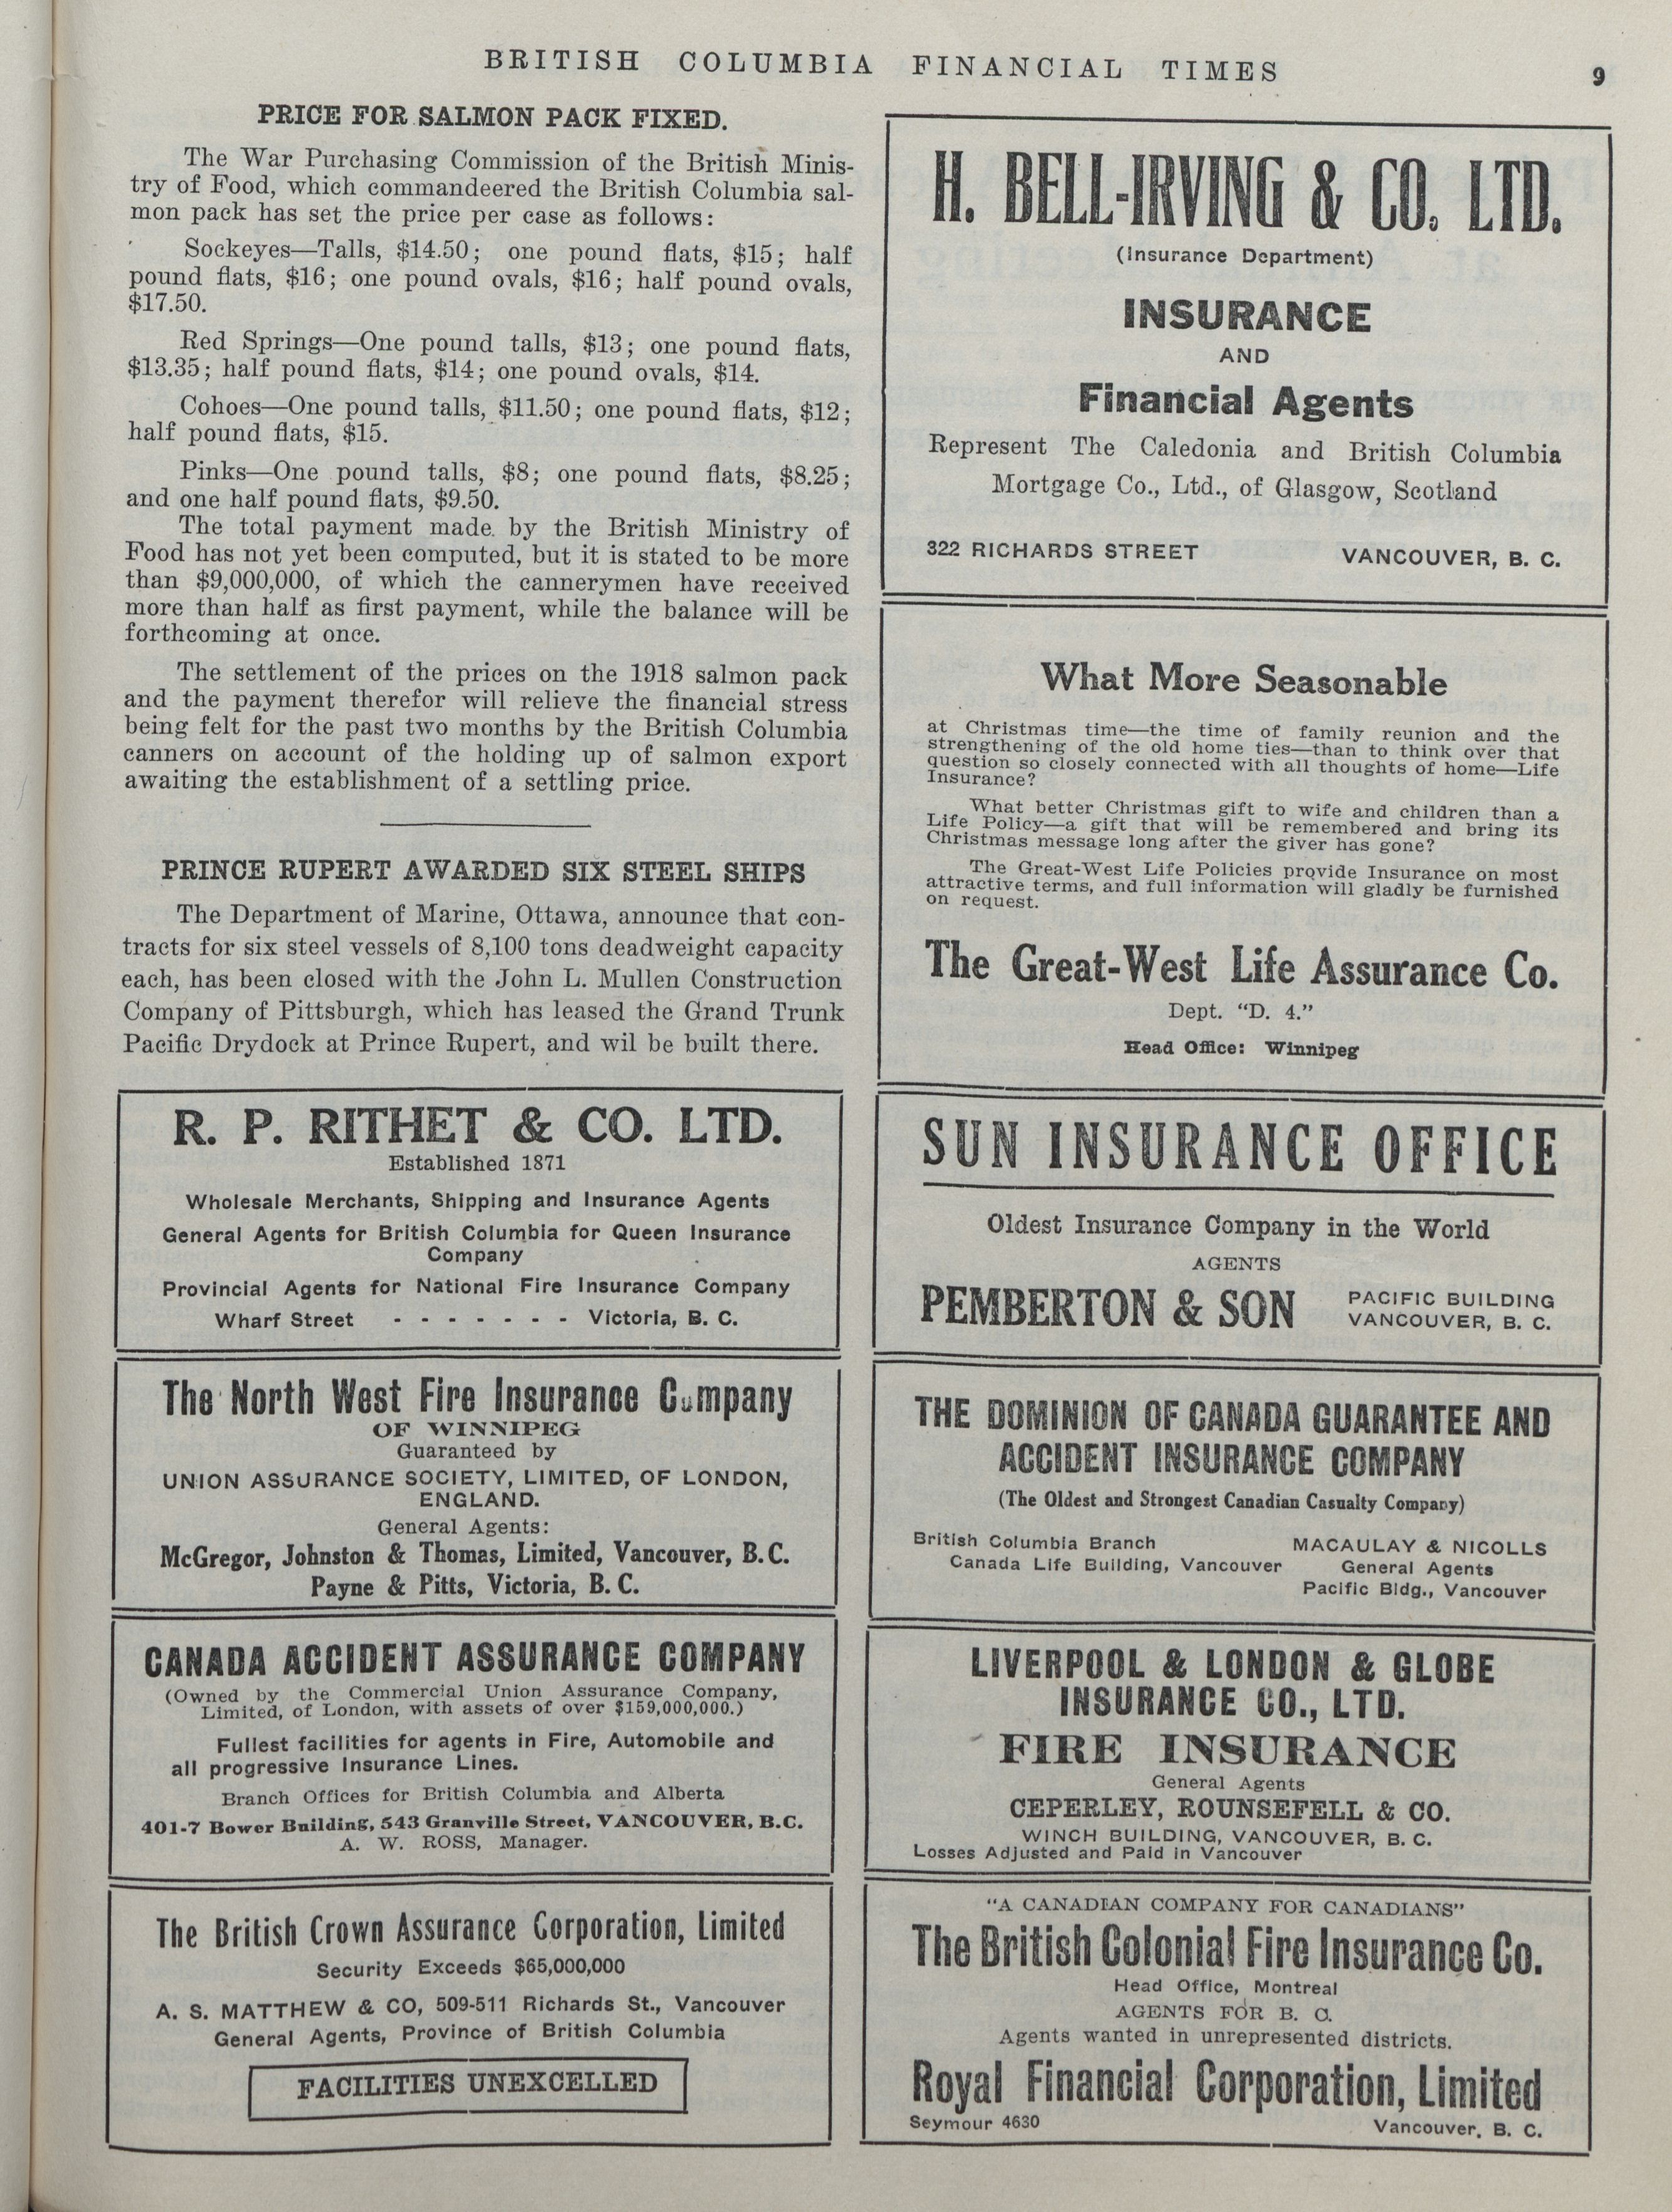 BRITISH COLUMBIA FINANCIAL TIMES
9
PRICE FOR SALMON PACK FIXED.
The War Purchasing Commission of the British Minis-
try of Food, which commandeered the British Columbia sal-
mon pack has set the price per case as follows:
Sockeyes—Talls, $14.50; one pound flats, $15; half
pound flats, $16; one pound ovals, $16; half pound ovals,
$17.50.
Red Springs—One pound talls, $13; one pound flats,
$13.35; half pound flats, $14; one pound ovals, $14.
Cohoes—One pound talls, $11.50; one pound flats, $12;
half pound flats, $15.
Pinks—One pound talls, $8; one pound flats, $8.25;
and one half pound flats, $9.50.
The total payment made by the British Ministry of
Food has not yet been computed, but it is stated to be more
than $9,000,000, of which the cannerymen have received
more than half as first payment, while the balance will be
forthcoming at once.
The settlement of the prices on the 1918 salmon pack
and the payment therefor will relieve the financial stress
being felt for the past two months by the British Columbia
canners on account of the holding up of salmon export
awaiting the establishment of a settling price.
PRINCE RUPERT AWARDED SIX STEEL SHIPS
The Department of Marine, Ottawa, announce that con-
tracts for six steel vessels of 8,100 tons deadweight capacity
each, has been closed with the John L. Mullen Construction
Company of Pittsburgh, which has leased the Grand Trunk
Pacific Drydock at Prince Rupert, and wil be built there.
R. P. RITHET & CO. LTD.
Established 1871
Wholesale Merchants, Shipping and Insurance Agents
General Agents for British Columbia for Queen Insurance
Company
Provincial Agents for National Fire Insurance Company
Wharf Street - - - - - - - Victoria, B. C.
The North West Fire Insurance Company
OF WINNIPEG
Guaranteed by
UNION ASSURANCE SOCIETY, LIMITED, OF LONDON,
ENGLAND.
General Agents:
McGregor, Johnston & Thomas, Limited, Vancouver, B.C.
Payne & Pitts, Victoria, B. C.
CANADA ACCIDENT ASSURANCE COMPANY
(Owned by the Commercial Union Assurance Company,
Limited, of London, with assets of over $159,000,000.)
Fullest facilities for agents in Fire, Automobile and
all progressive Insurance Lines.
Branch Offices for British Columbia and Alberta
401-7 Bower Building, 543 Granville Street, VANCOUVER, B.C.
A. W. ROSS, Manager.
The British Crown Assurance Corporation, Limited
Security Exceeds $65,000,000
A. S. MATTHEW & CO, 509-511 Richards St., Vancouver
General Agents, Province of British Columbia
FACILITIES UNEXCELLED
H. BELL-IRVING & CO. LTD.
(Insurance Department)
INSURANCE
AND
Financial Agents
Represent The Caledonia and British Columbia
Mortgage Co., Ltd., of Glasgow, Scotland
322 RICHARDS STREET VANCOUVER, B. C.
What More Seasonable
at Christmas time—the time of family reunion and the
strengthening of the old home ties—than to think over that
question so closely connected with all thoughts of home—Life
Insurance?
What better Christmas gift to wife and children than a
Life Policy—a gift that will be remembered and bring its
Christmas message long after the giver has gone?
The Great-West Life Policies provide Insurance on most
attractive terms, and full information will gladly be furnished
on request.
The Great-West Life Assurance Co.
Dept. "D. 4."
Head Office: Winnipeg
SUN INSURANCE OFFICE
Oldest Insurance Company in the World
AGENTS
PEMBERTON & SON
PACIFIC BUILDING
VANCOUVER, B. C.
THE DOMINION OF CANADA GUARANTEE AND
ACCIDENT INSURANCE COMPANY
(The Oldest and Strongest Canadian Casualty Company)
British Columbia Branch
Canada Life Building, Vancouver
MACAULAY & NICOLLS
General Agents
Pacific Bldg., Vancouver
LIVERPOOL & LONDON & GLOBE
INSURANCE CO., LTD.
FIRE INSURANCE
General Agents
CEPERLEY, ROUNSEFELL & CO.
WINCH BUILDING, VANCOUVER, B. C.
Losses Adjusted and Paid in Vancouver
"A CANADIAN COMPANY FOR CANADIANS"
The British Colonial Fire Insurance Co.
Head Office, Montreal
AGENTS FOR B. C.
Agents wanted in unrepresented districts.
Royal Financial Corporation, Limited
Seymour 4630 Vancouver, B. C.